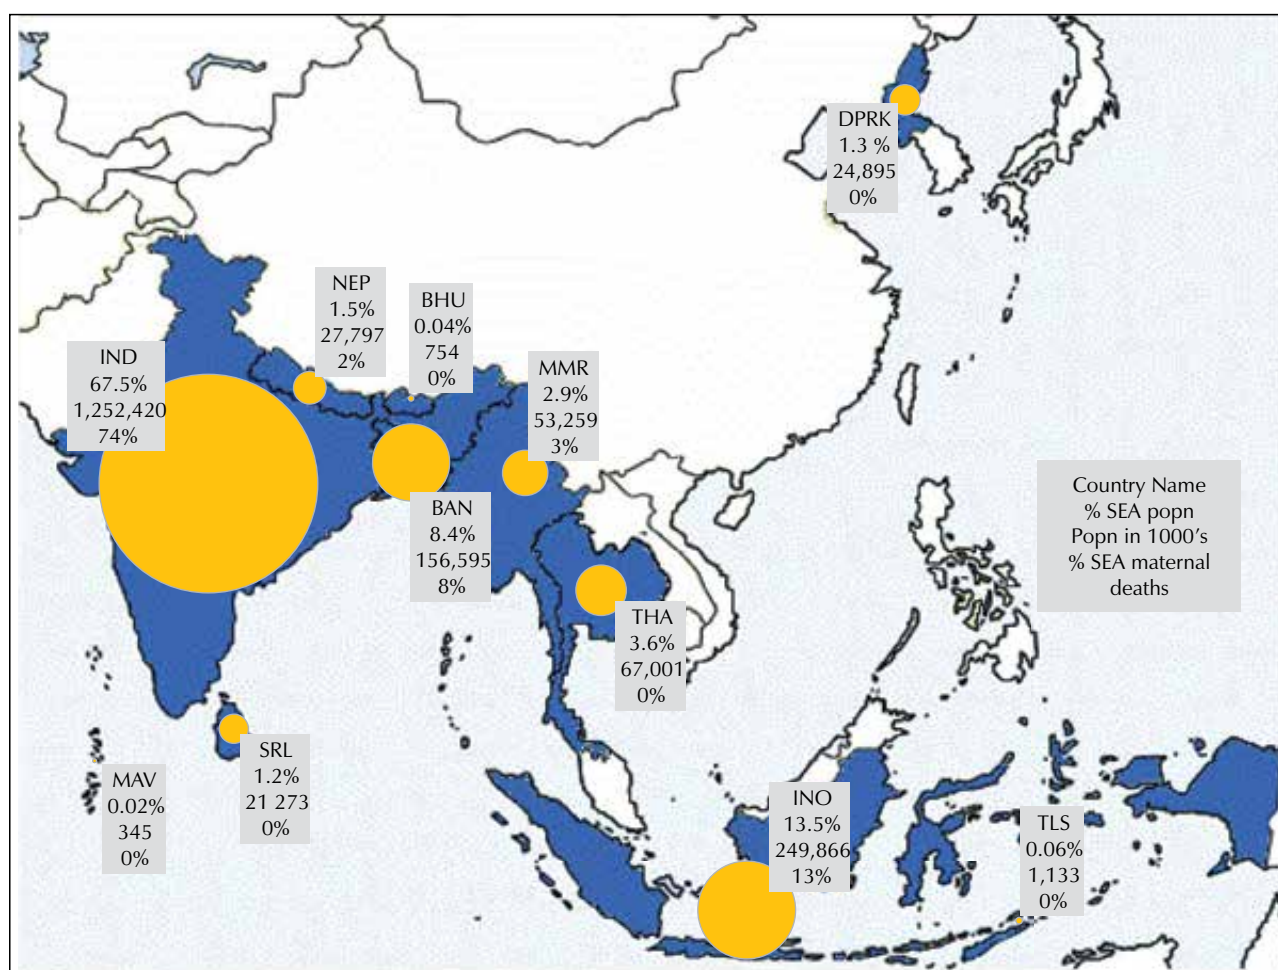 DPRK
1.3 %
24,895
0%
NEP
1.5%
27,797
2%
BHU
0.04%
754
0%
IND
67.5%
1,252,420
74%
MMR
2.9%
53,259
3%
BAN
8.4%
156,595
8%
Country Name
% SEA popn
Popn in 1000's
% SEA maternal
deaths
THA
3.6%
67,001
0%
SRL
1.2%
21 273
0%
MAV
0.02%
345
0%
INO
13.5%
249,866
13%
TLS
0.06%
1,133
0%